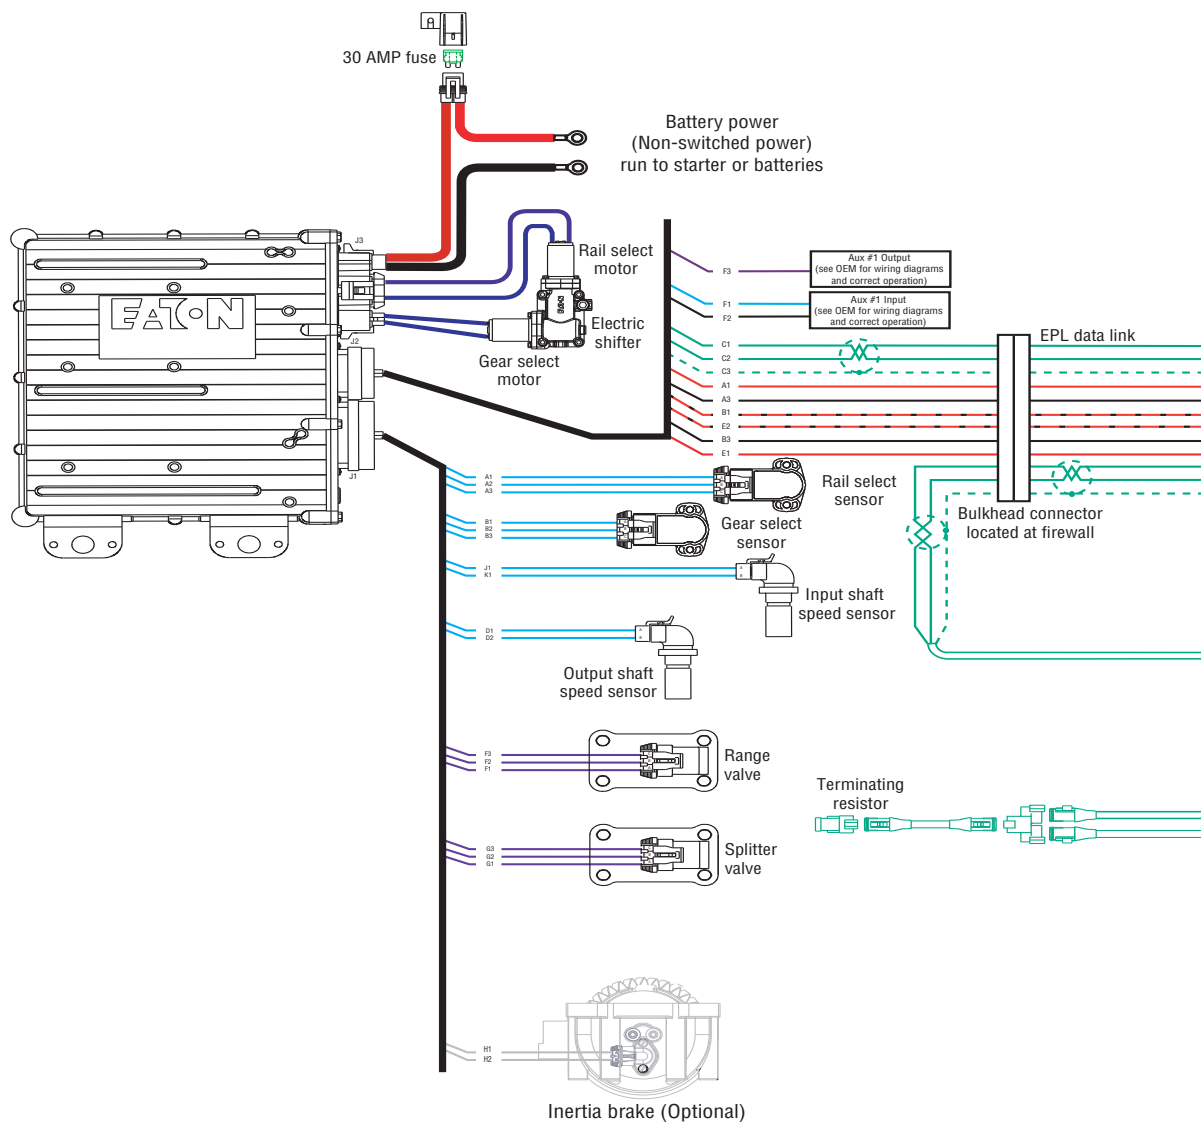 30 AMP fuse
Battery power
(Non-switched power)
run to starter or batteries
J3
EATON
Rail select
motor
Electric
shifter
Gear select
motor
J2
J1
F3
Aux #1 Output
(see OEM for wiring diagrams
and correct operation)
F1
F2
Aux #1 Input
(see OEM for wiring diagrams
and correct operation)
EPL data link
C1
C2
C3
A1
A3
B1
E2
B3
E1
A1
A2
A3
Rail select
sensor
B1
B2
B3
Gear select
sensor
Bulkhead connector
located at firewall
J1
K1
Input shaft
speed sensor
D1
D2
Output shaft
speed sensor
F3
F2
F1
Range
valve
Terminating
resistor
G3
G2
G1
Splitter
valve
H1
H2
Inertia brake (Optional)